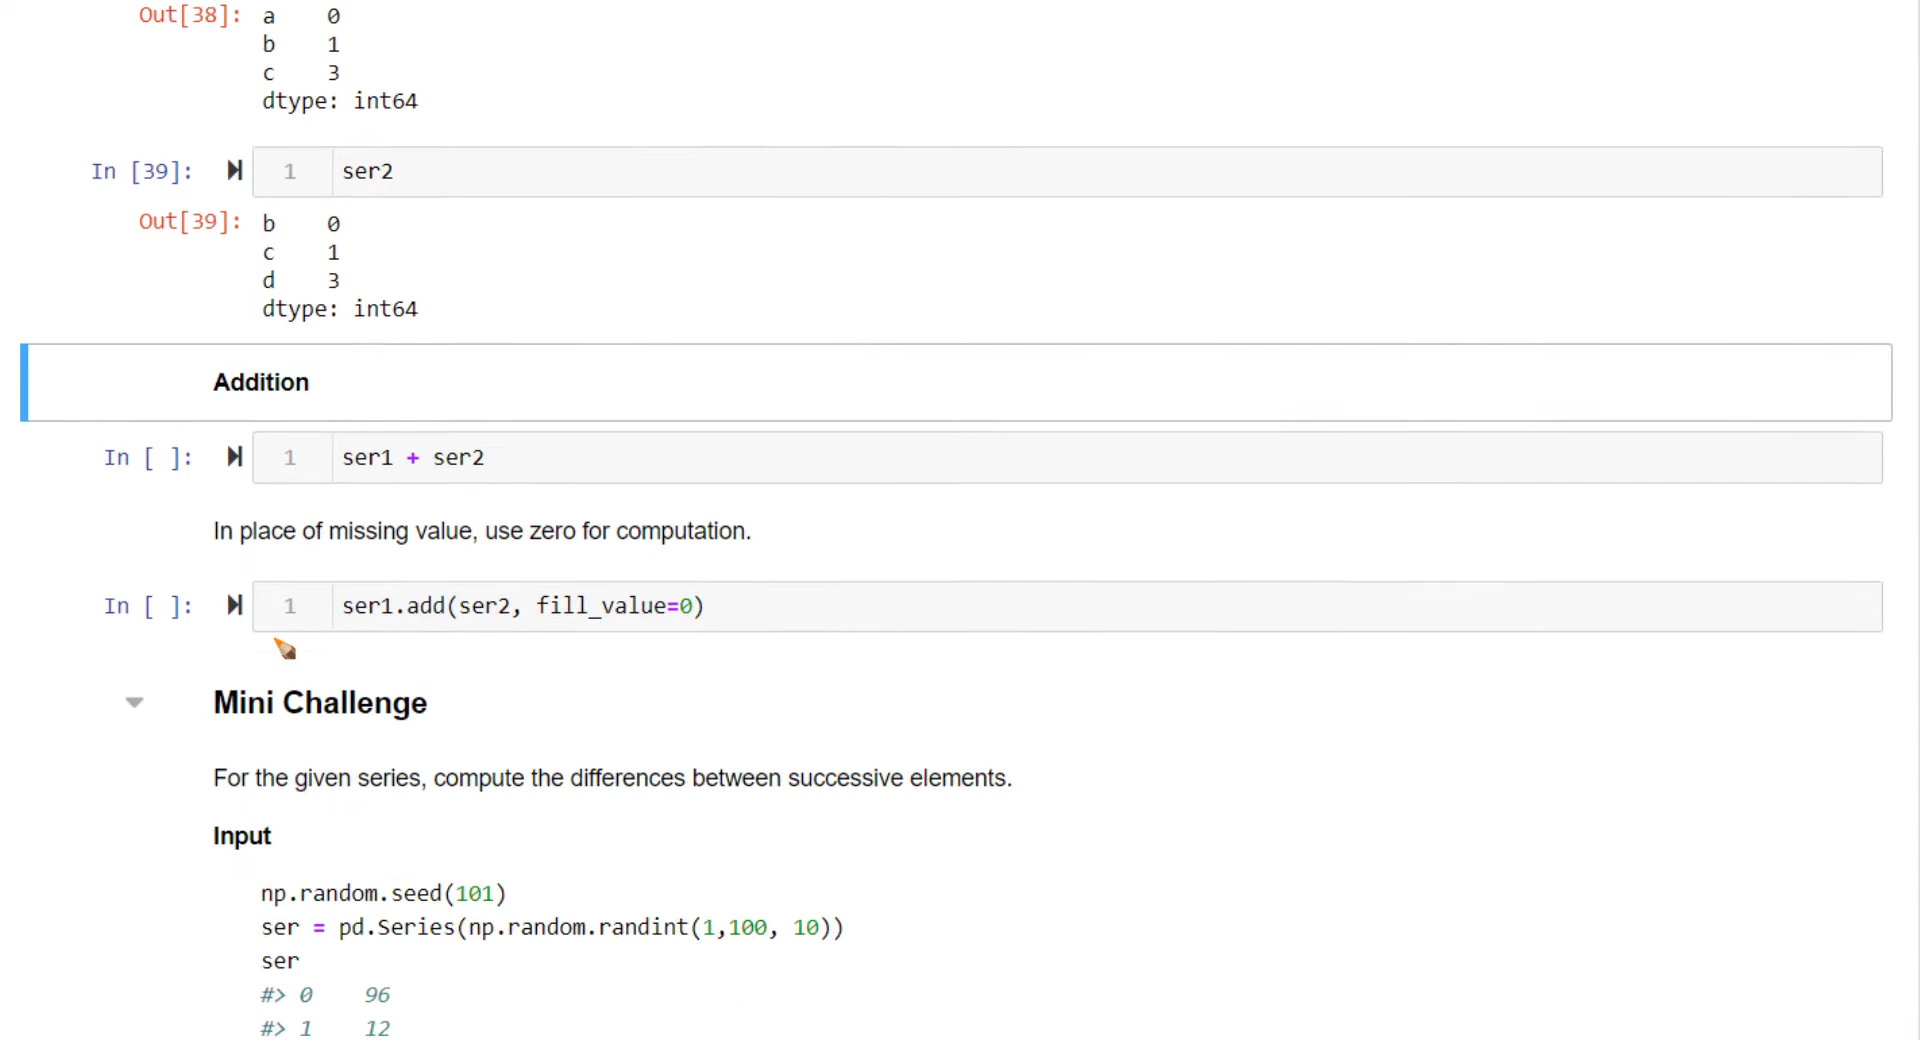 Out[38]: a    0
b    1
c    3
dtype: int64
In [39]: 1 ser2
Out[39]: b    0
c    1
d    3
dtype: int64
Addition
In [ ]: 1 ser1 + ser2
In place of missing value, use zero for computation.
In [ ]: 1 ser1.add(ser2, fill_value=0)
Mini Challenge
For the given series, compute the differences between successive elements.
Input
np.random.seed(101)
ser = pd.Series(np.random.randint(1,100, 10))
ser
#> 0    96
#> 1    12